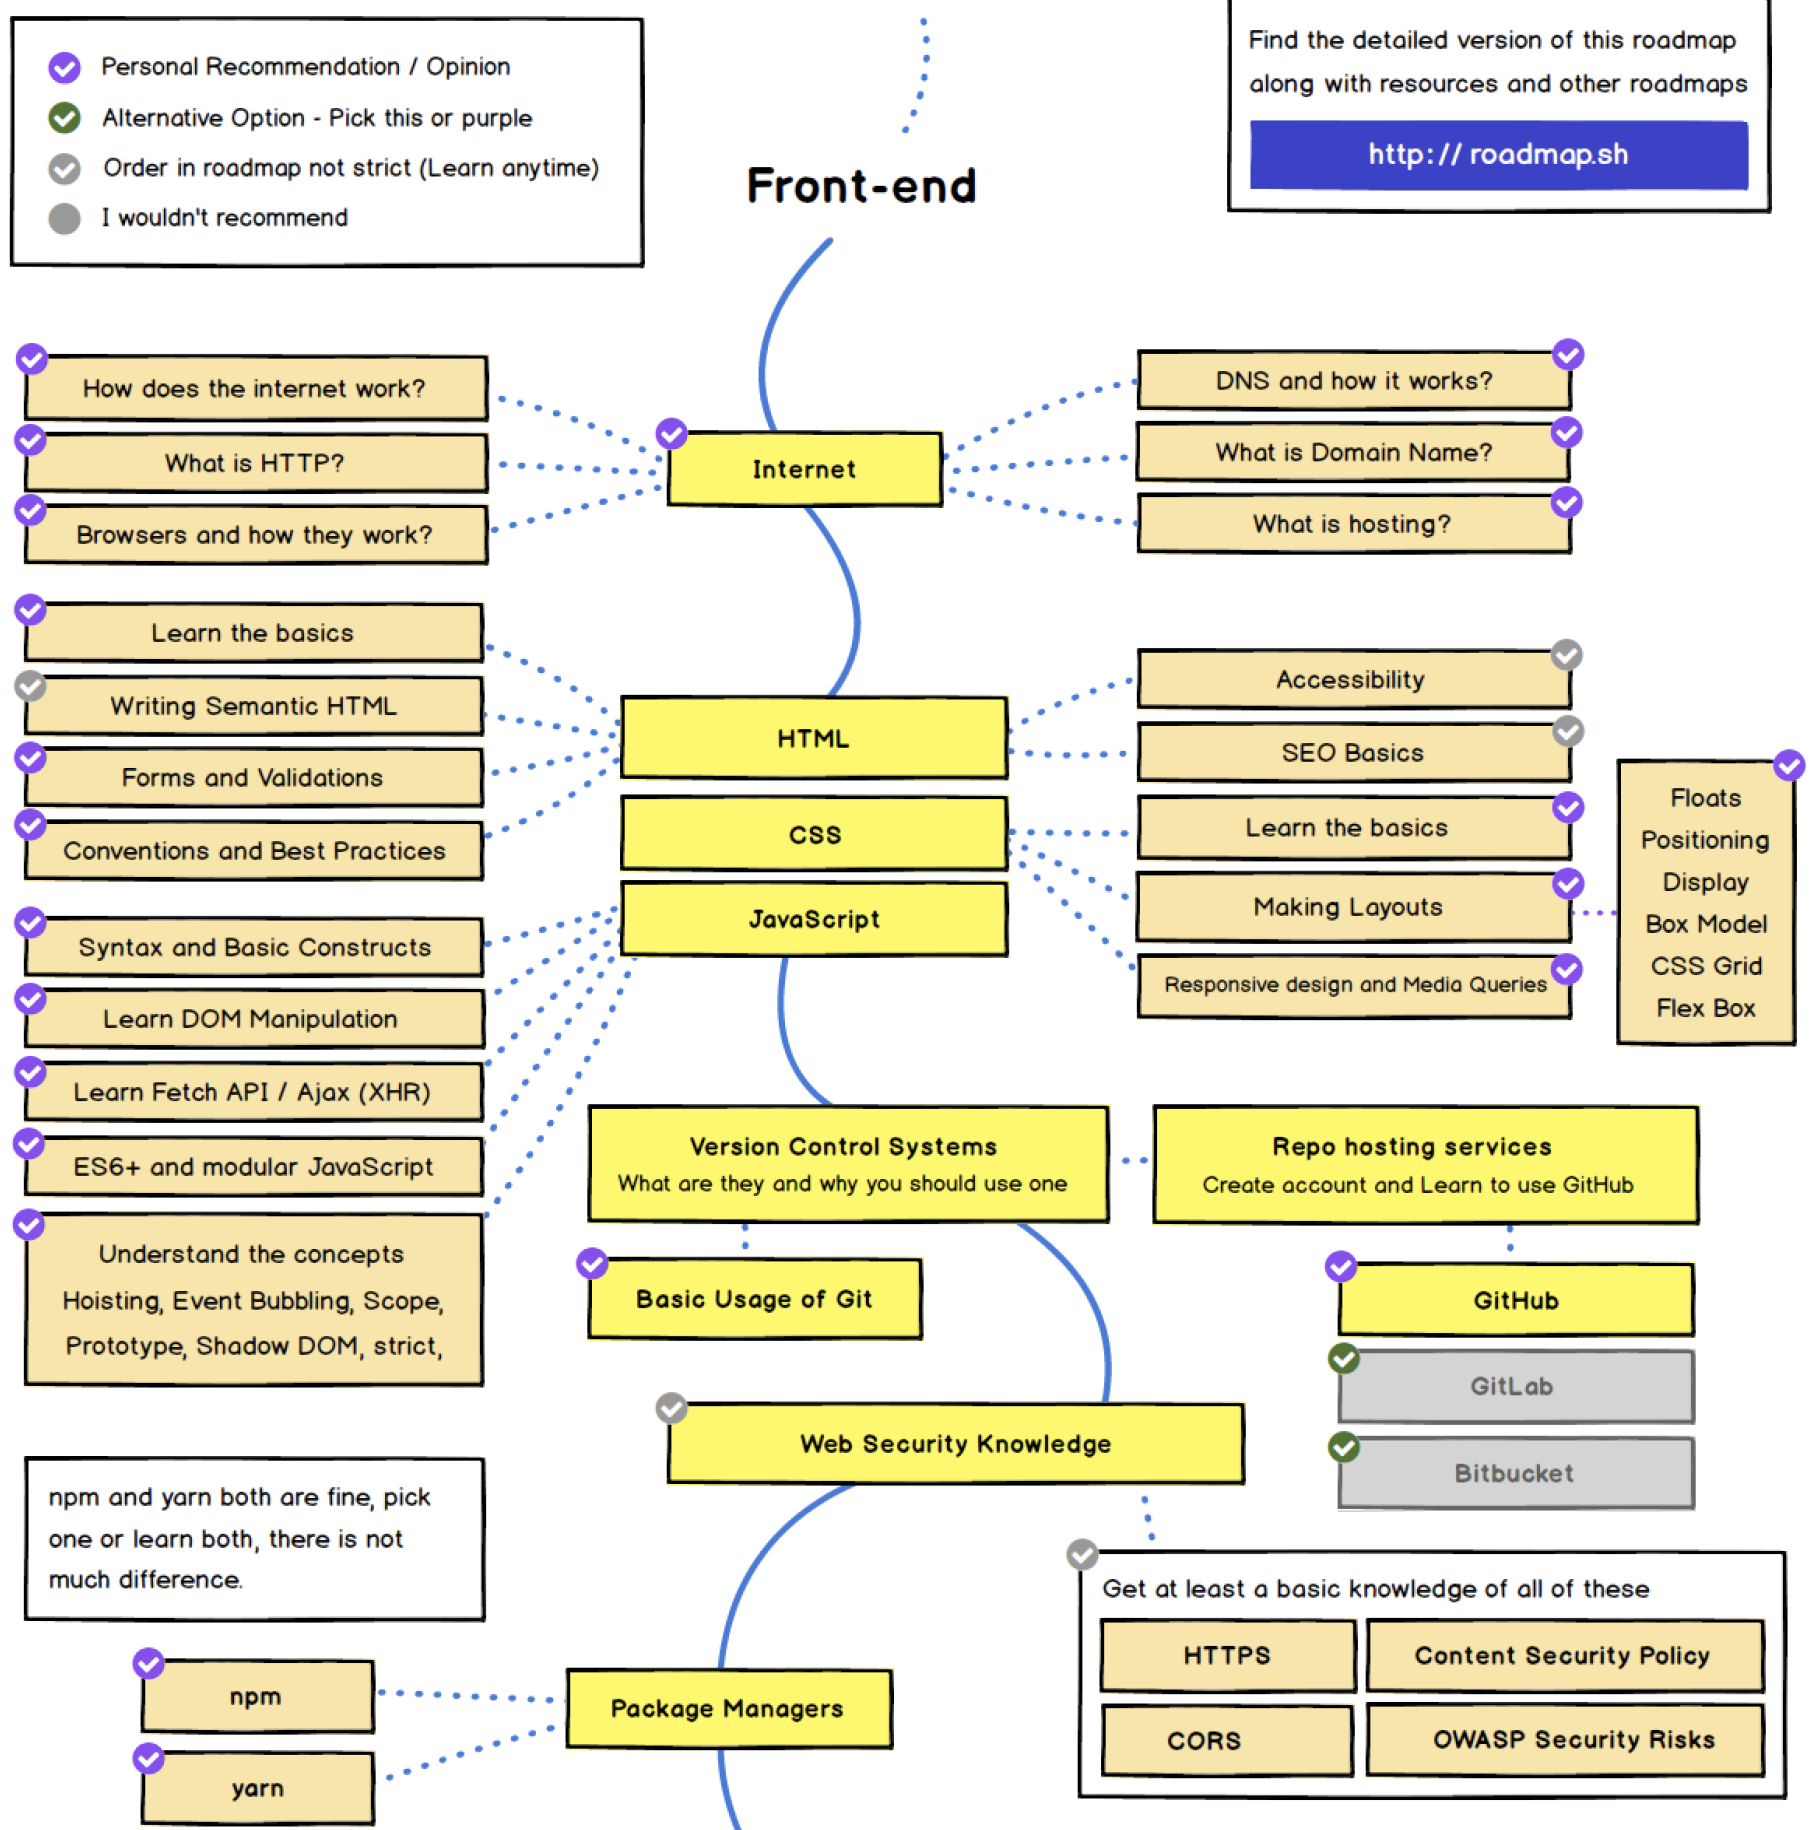 Personal Recommendation / Opinion
Alternative Option - Pick this or purple
Order in roadmap not strict (Learn anytime)
I wouldn't recommend
Find the detailed version of this roadmap
along with resources and other roadmaps
http:// roadmap.sh
Front-end
How does the internet work?
What is HTTP?
Browsers and how they work?
Internet
DNS and how it works?
What is Domain Name?
What is hosting?
Learn the basics
Writing Semantic HTML
Forms and Validations
Conventions and Best Practices
HTML
Accessibility
SEO Basics
CSS
Learn the basics
Making Layouts
Responsive design and Media Queries
Floats
Positioning
Display
Box Model
CSS Grid
Flex Box
JavaScript
Syntax and Basic Constructs
Learn DOM Manipulation
Learn Fetch API / Ajax (XHR)
ES6+ and modular JavaScript
Understand the concepts
Hoisting, Event Bubbling, Scope,
Prototype, Shadow DOM, strict,
Version Control Systems
What are they and why you should use one
Basic Usage of Git
Repo hosting services
Create account and Learn to use GitHub
GitHub
GitLab
Bitbucket
Web Security Knowledge
Get at least a basic knowledge of all of these
HTTPS
Content Security Policy
CORS
OWASP Security Risks
npm and yarn both are fine, pick
one or learn both, there is not
much difference.
npm
yarn
Package Managers